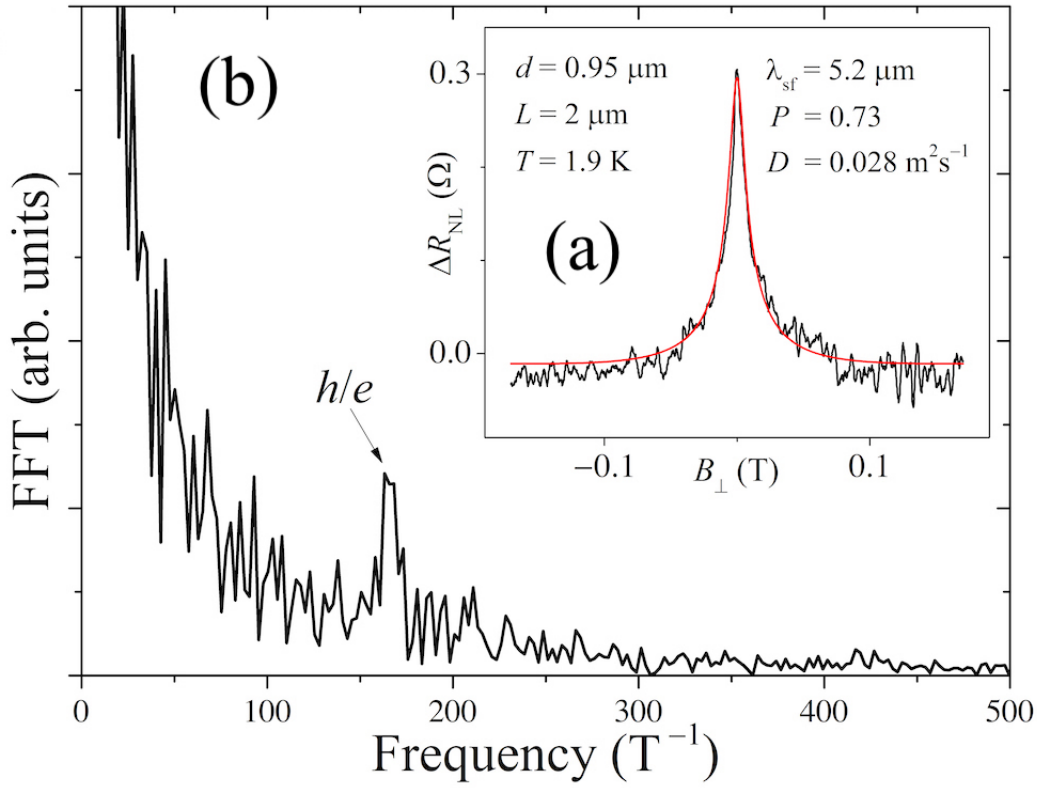 (b)
FFT (arb. units)
h/e
0 100 200 300 400 500
Frequency (T⁻¹)
(a)
d = 0.95 μm
L = 2 μm
T = 1.9 K
λsf = 5.2 μm
P = 0.73
D = 0.028 m²s⁻¹
ΔR_NL (Ω)
0.3
0.0
−0.1 0.1
B⊥ (T)